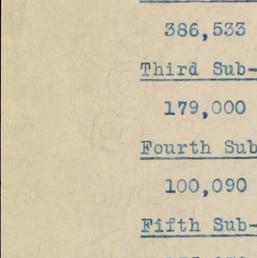 386,533
Third Sub-
179,000
Fourth Sub
100,090
Fifth Sub-